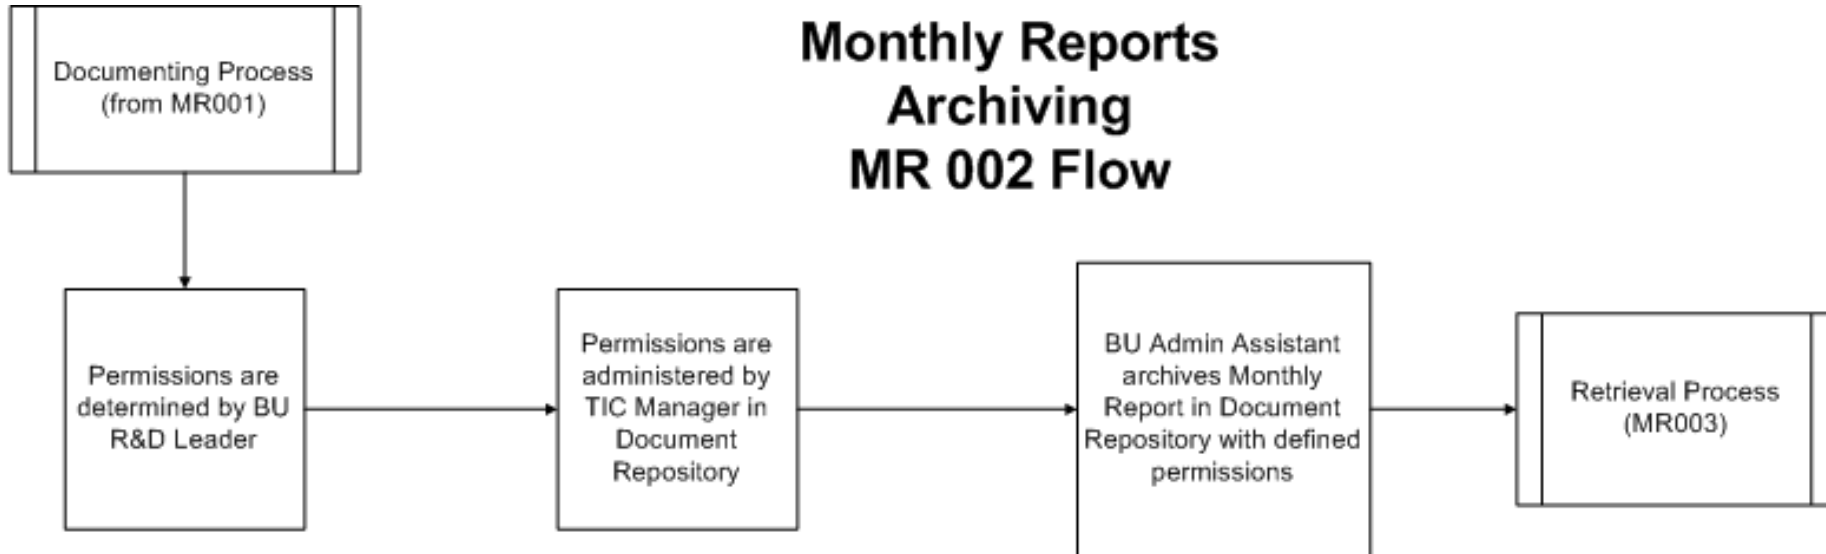 Monthly Reports
Archiving
MR 002 Flow
Documenting Process
(from MR001)
Permissions are
determined by BU
R&D Leader
Permissions are
administered by
TIC Manager in
Document
Repository
BU Admin Assistant
archives Monthly
Report in Document
Repository with defined
permissions
Retrieval Process
(MR003)